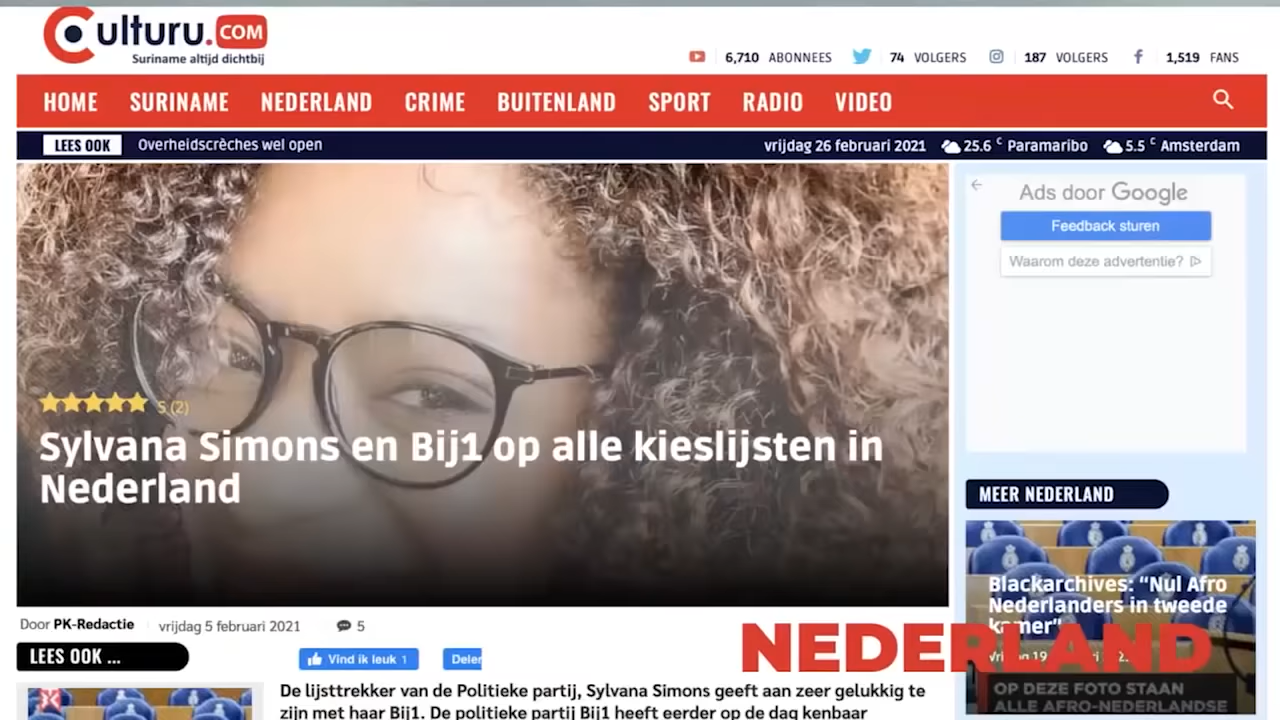 Culturu.COM
Suriname altijd dichtbij
6,710 ABONNEES 74 VOLGERS 187 VOLGERS 1,519 FANS
HOME SURINAME NEDERLAND CRIME BUITENLAND SPORT RADIO VIDEO
LEES OOK Overheidscrèches wel open vrijdag 26 februari 2021 25.6 C Paramaribo 5.5 C Amsterdam
Ads door Google
Feedback sturen
Waarom deze advertentie?
5 (2)
Sylvana Simons en Bij1 op alle kieslijsten in
Nederland
MEER NEDERLAND
Blackarchives: “Nul Afro
Nederlanders in tweede
kamer”
NEDERLAND
OP DEZE FOTO STAAN
ALLE AFRO-NEDERLANDSE
Door PK-Redactie vrijdag 5 februari 2021 5
LEES OOK ...
Vind ik leuk 1 Deler
De lijsttrekker van de Politieke partij, Sylvana Simons geeft aan zeer gelukkig te
zijn met haar Bij1. De politieke partij Bij1 heeft eerder op de dag kenbaar